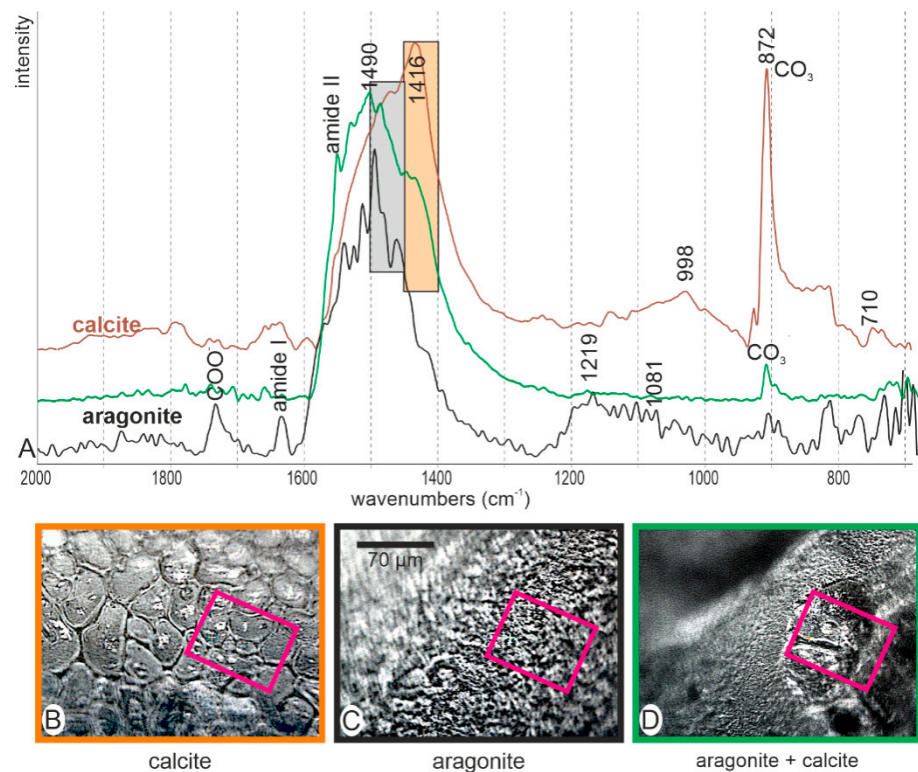 intensity
amide II
1490
1416
872
CO3
calcite
998
710
COO-
amide I
1219
1081
CO3
aragonite
A
2000
1800
1600
1400
1200
1000
800
wavenumbers (cm-1)
B
C
70 µm
D
calcite
aragonite
aragonite + calcite